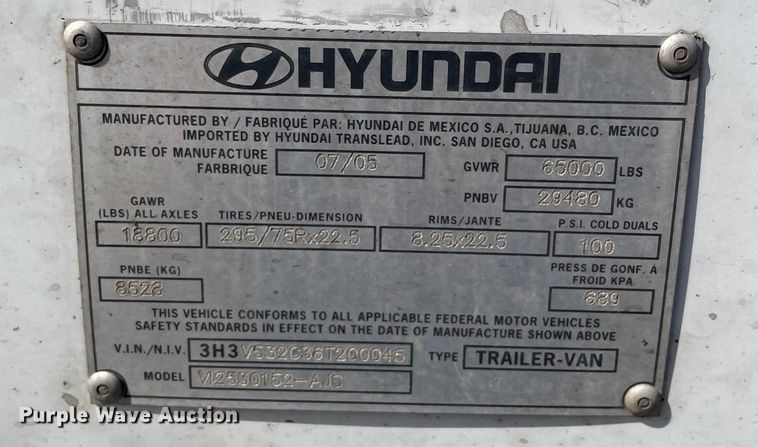 HYUNDAI
MANUFACTURED BY / FABRIQUÉ PAR: HYUNDAI DE MEXICO S.A.,TIJUANA, B.C. MEXICO
IMPORTED BY HYUNDAI TRANSLEAD, INC. SAN DIEGO, CA USA
DATE OF MANUFACTURE
FARBRIQUE
07/05
GVWR 65000 LBS
PNBV 29480 KG
GAWR
(LBS) ALL AXLES
18800
TIRES/PNEU-DIMENSION
295/75Rx22.5
RIMS/JANTE
8.25x22.5
P.S.I. COLD DUALS
100
PNBE (KG)
8528
PRESS DE GONF. À
FROID KPA
689
THIS VEHICLE CONFORMS TO ALL APPLICABLE FEDERAL MOTOR VEHICLES
SAFETY STANDARDS IN EFFECT ON THE DATE OF MANUFACTURE SHOWN ABOVE
V.I.N./N.I.V. 3H3V532C36T200045 TYPE TRAILER-VAN
MODEL
Purple Wave Auction